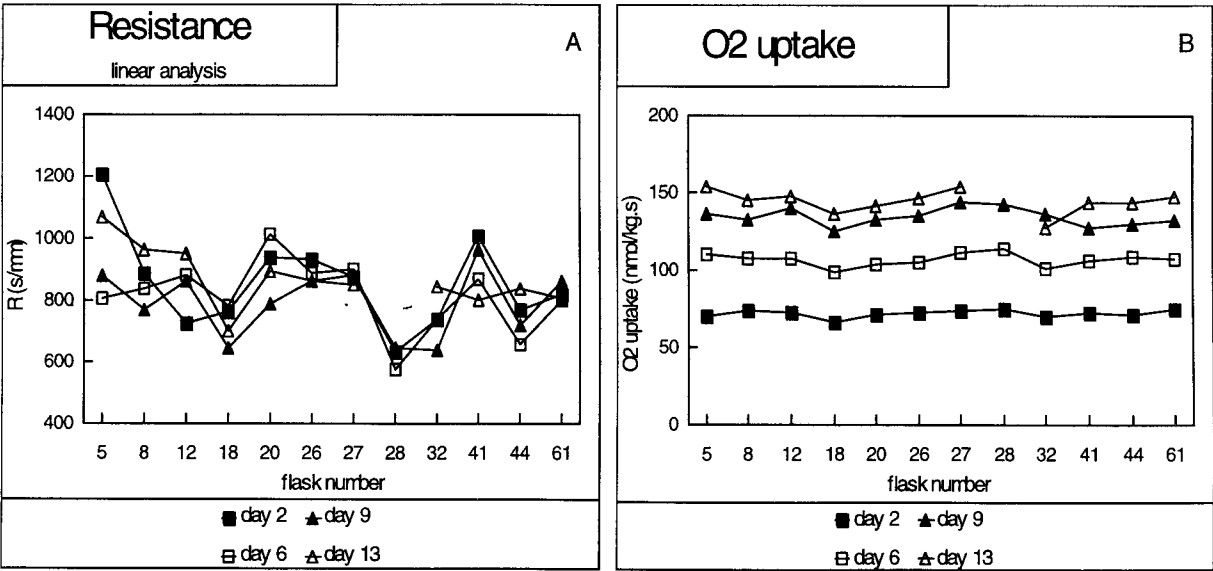 Resistance
linear analysis
A
1400
1200
1000
800
600
400
R (s/mm)
5 8 12 18 20 26 27 28 32 41 44 61
flask number
day 2 day 9
day 6 day 13
O2 uptake
B
200
150
100
50
0
O2 uptake (nmol/kg.s)
5 8 12 18 20 26 27 28 32 41 44 61
flask number
day 2 day 9
day 6 day 13